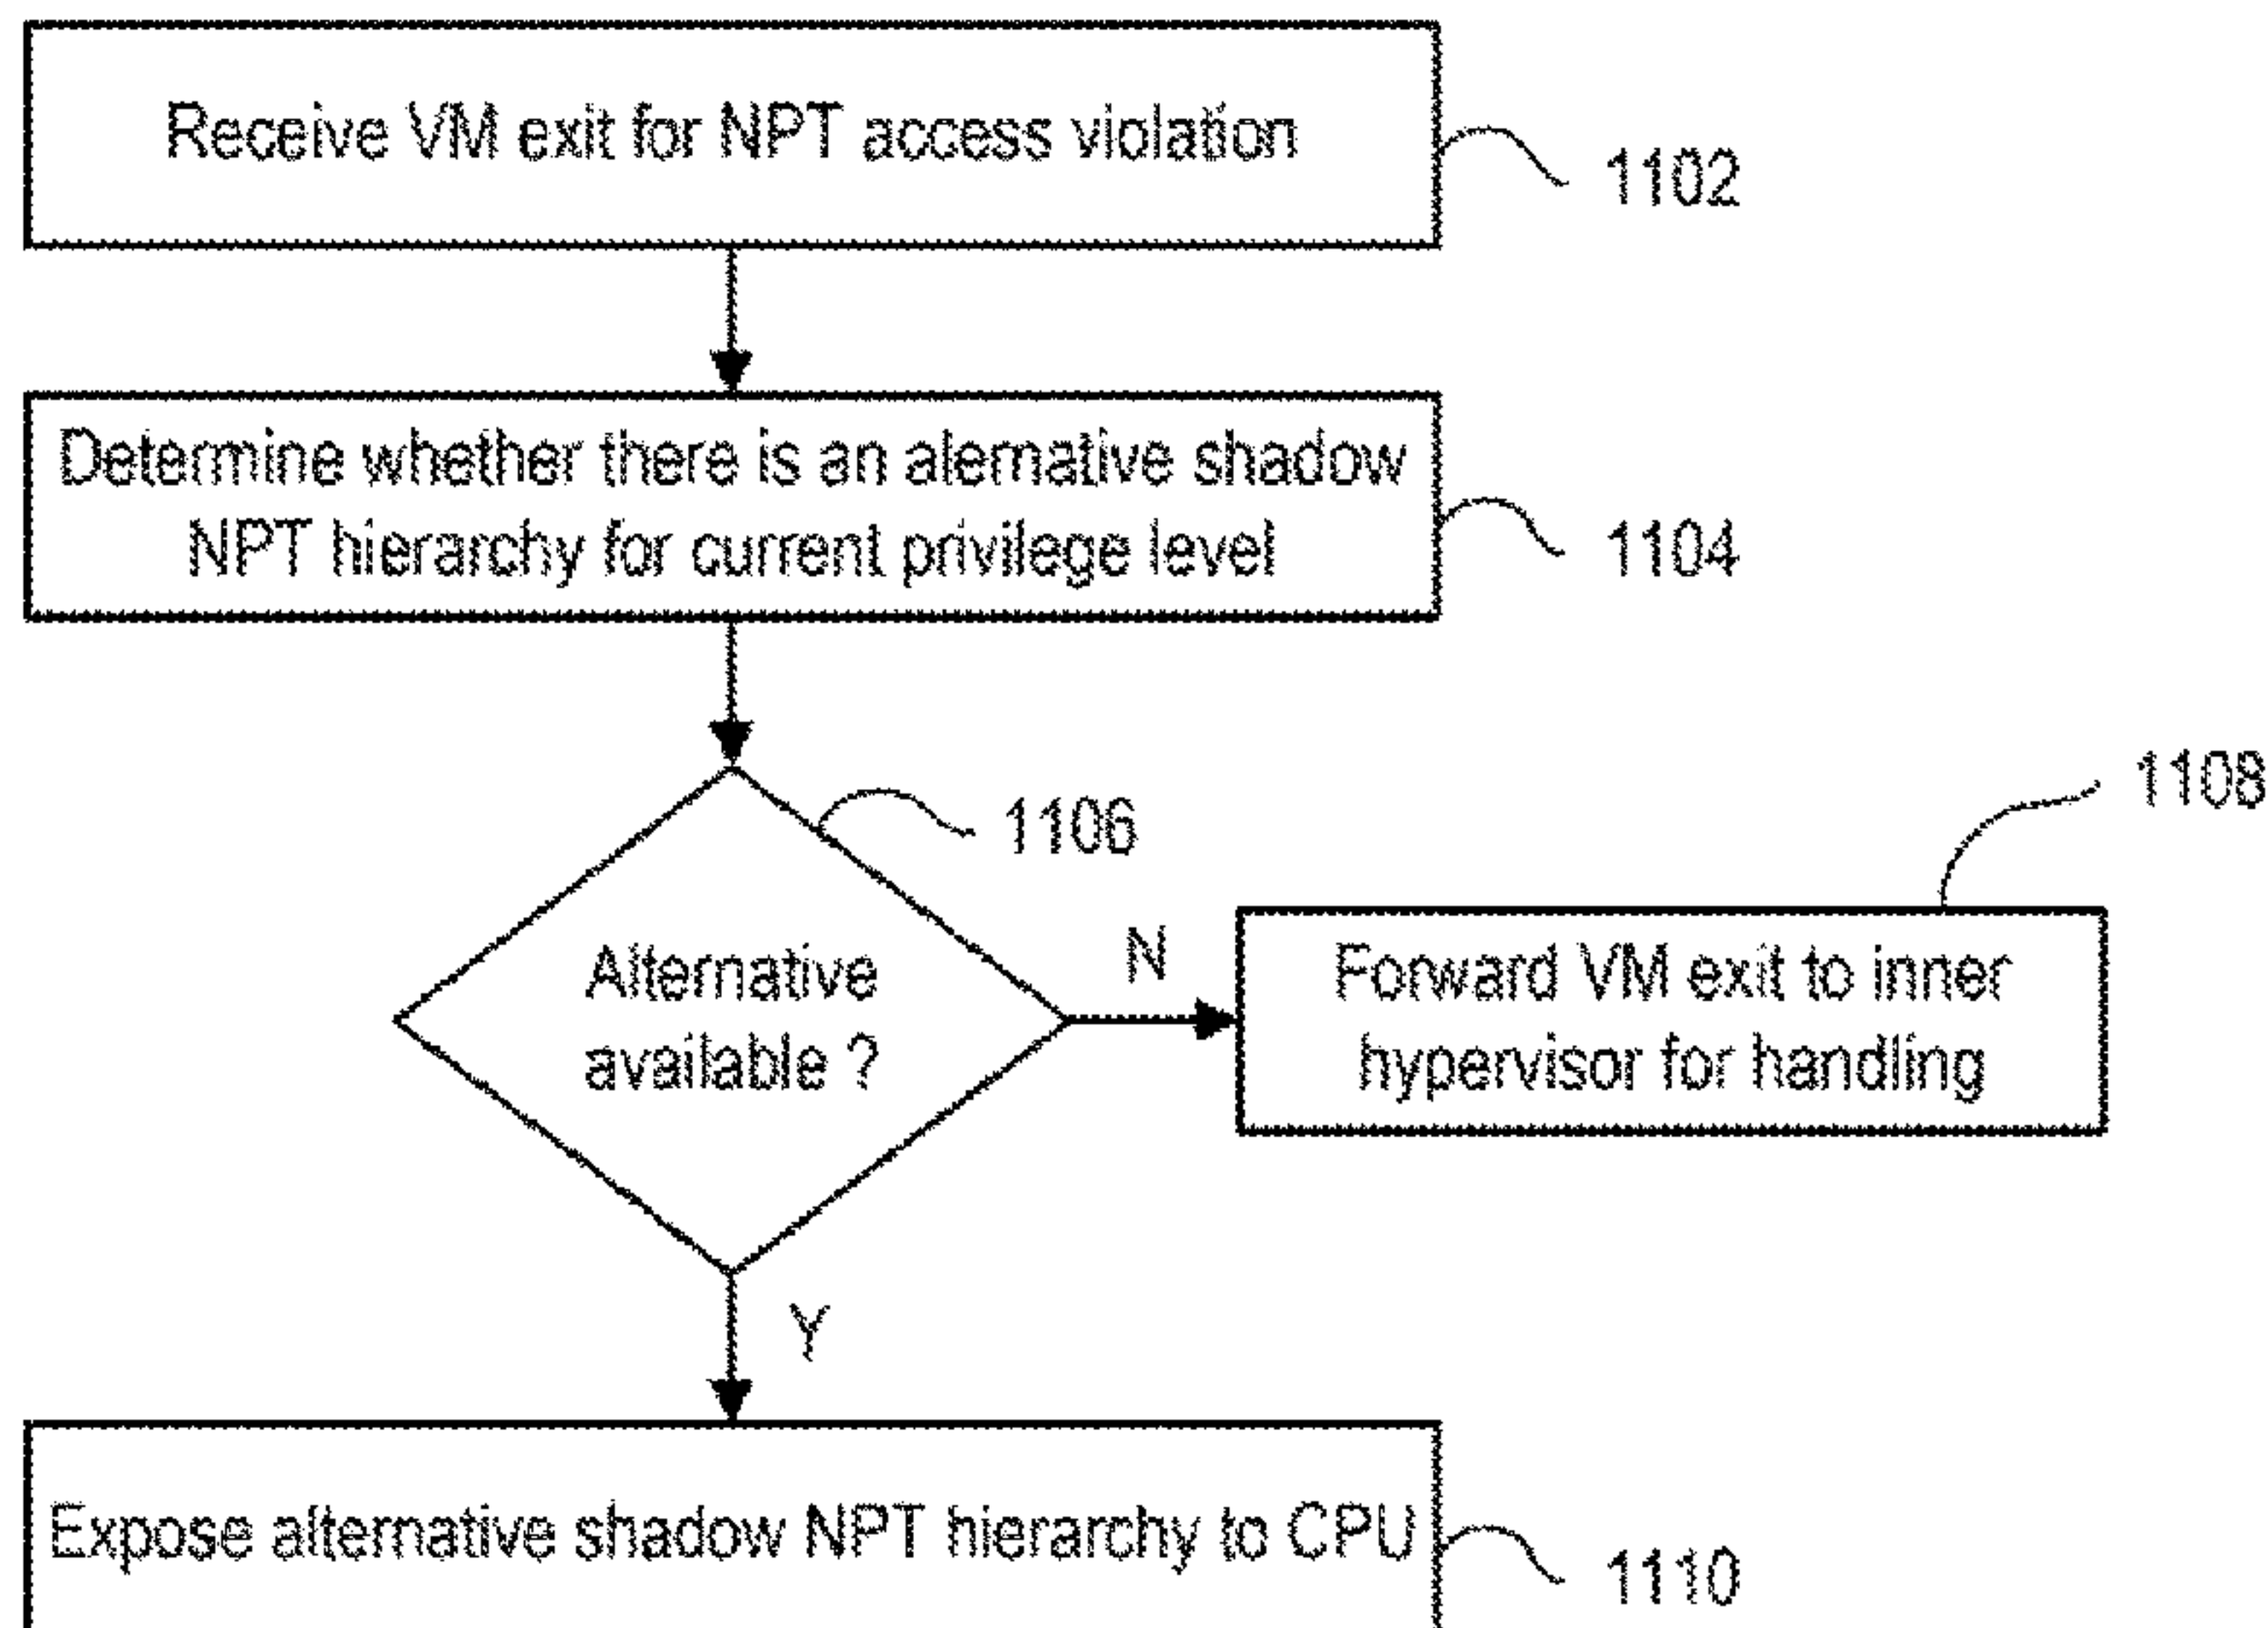 Receive VM exit for NPT access violation
1102
Determine whether there is an alernative shadow
NPT hierarchy for current privilege level
1104
1106
Alternative
available ?
N
1108
Forward VM exit to inner
hypervisor for handling
Y
Expose alternative shadow NPT hierarchy to CPU
1110